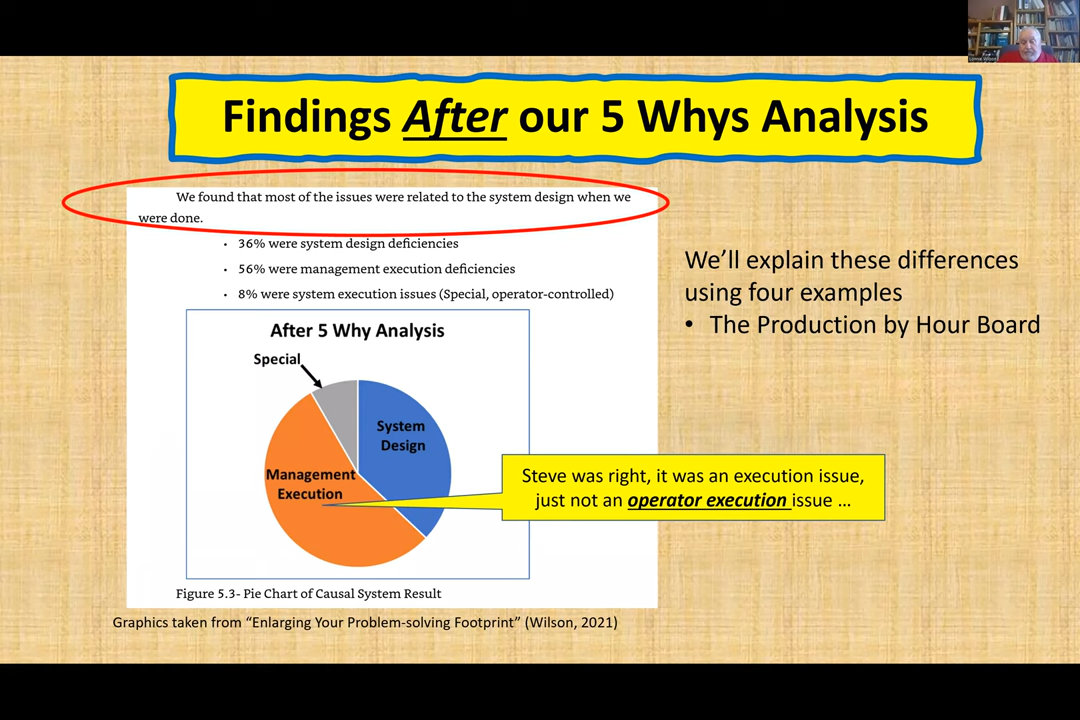 Lonnie Wilson
Findings After our 5 Whys Analysis
We found that most of the issues were related to the system design when we
were done.
• 36% were system design deficiencies
• 56% were management execution deficiencies
• 8% were system execution issues (Special, operator-controlled)
After 5 Why Analysis
Special
System
Design
Management
Execution
Figure 5.3- Pie Chart of Causal System Result
Graphics taken from “Enlarging Your Problem-solving Footprint” (Wilson, 2021)
We’ll explain these differences
using four examples
• The Production by Hour Board
Steve was right, it was an execution issue,
just not an operator execution issue ...